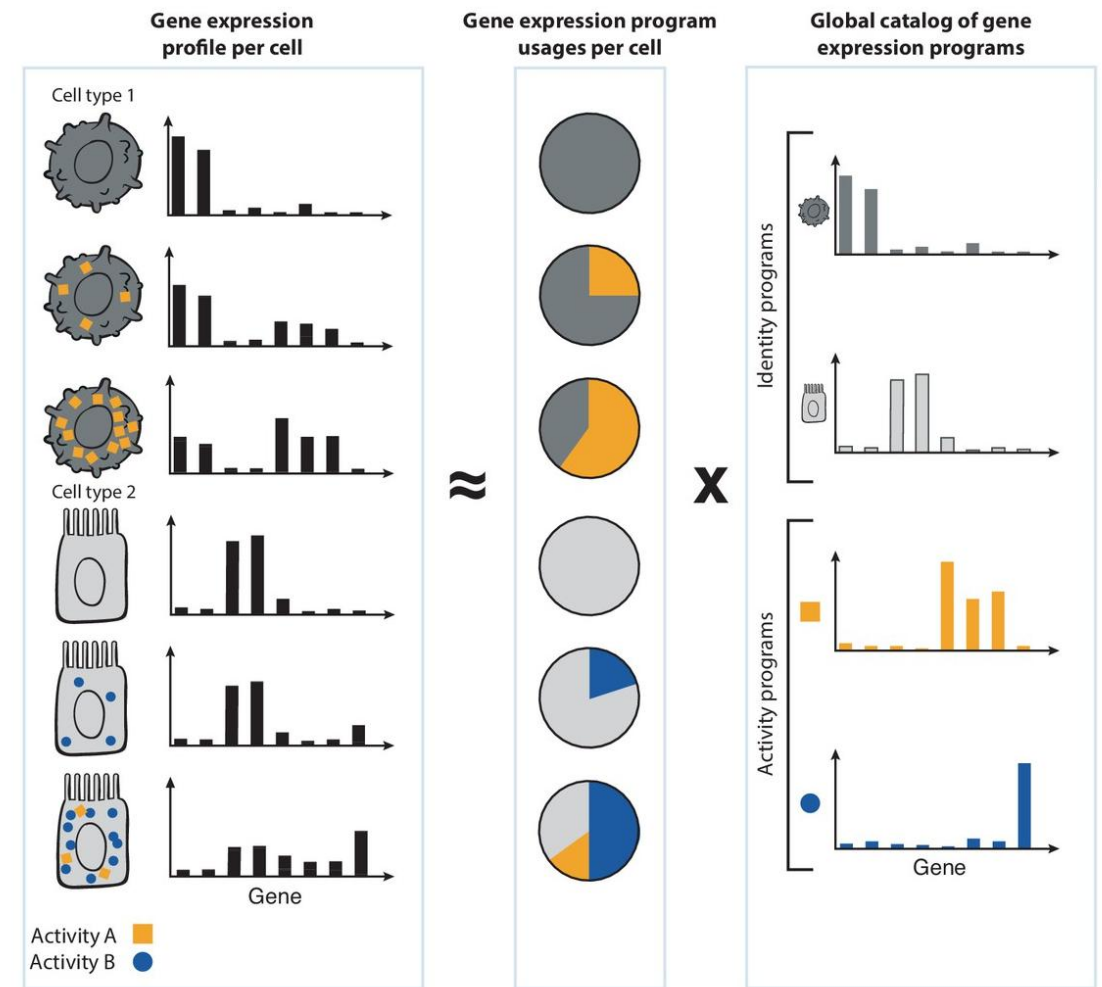 Gene expression
profile per cell
Gene expression program
usages per cell
Global catalog of gene
expression programs
Cell type 1
Cell type 2
Gene
Activity A
Activity B
≈
x
Identity programs
Activity programs
Gene